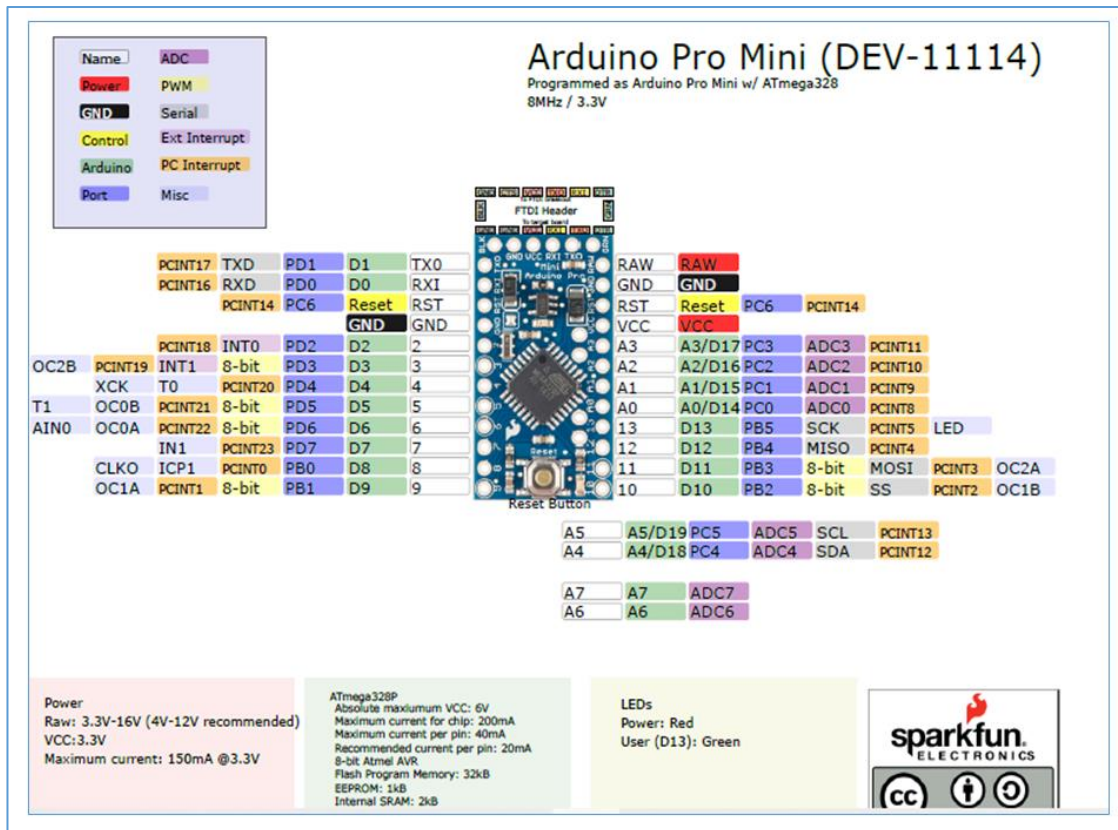 Arduino Pro Mini (DEV-11114)
Programmed as Arduino Pro Mini w/ ATmega328
8MHz / 3.3V
Name ADC
Power PWM
GND Serial
Control Ext Interrupt
Arduino PC Interrupt
Port Misc
FTDI Header
BLK GND VCC RXI TXO GRN
Mini
Arduino Pro
PCINT17 TXD PD1 D1 TX0 RAW RAW
PCINT16 RXD PD0 D0 RXI GND GND
PCINT14 PC6 Reset RST RST Reset PC6 PCINT14
GND GND VCC VCC
PCINT18 INT0 PD2 D2 2 A3 A3/D17 PC3 ADC3 PCINT11
OC2B PCINT19 INT1 8-bit PD3 D3 3 A2 A2/D16 PC2 ADC2 PCINT10
XCK T0 PCINT20 PD4 D4 4 A1 A1/D15 PC1 ADC1 PCINT9
T1 OC0B PCINT21 8-bit PD5 D5 5 A0 A0/D14 PC0 ADC0 PCINT8
AIN0 OC0A PCINT22 8-bit PD6 D6 6 13 D13 PB5 SCK PCINT5 LED
IN1 PCINT23 PD7 D7 7 12 D12 PB4 MISO PCINT4
CLKO ICP1 PCINT0 PB0 D8 8 11 D11 PB3 8-bit MOSI PCINT3 OC2A
OC1A PCINT1 8-bit PB1 D9 9 10 D10 PB2 8-bit SS PCINT2 OC1B
Reset
Reset Button
A5 A5/D19 PC5 ADC5 SCL PCINT13
A4 A4/D18 PC4 ADC4 SDA PCINT12
A7 A7 ADC7
A6 A6 ADC6
Power
Raw: 3.3V-16V (4V-12V recommended)
VCC:3.3V
Maximum current: 150mA @3.3V
ATmega328P
Absolute maxiumum VCC: 6V
Maximum current for chip: 200mA
Maximum current per pin: 40mA
Recommended current per pin: 20mA
8-bit Atmel AVR
Flash Program Memory: 32kB
EEPROM: 1kB
Internal SRAM: 2kB
LEDs
Power: Red
User (D13): Green
sparkfun
ELECTRONICS
cc